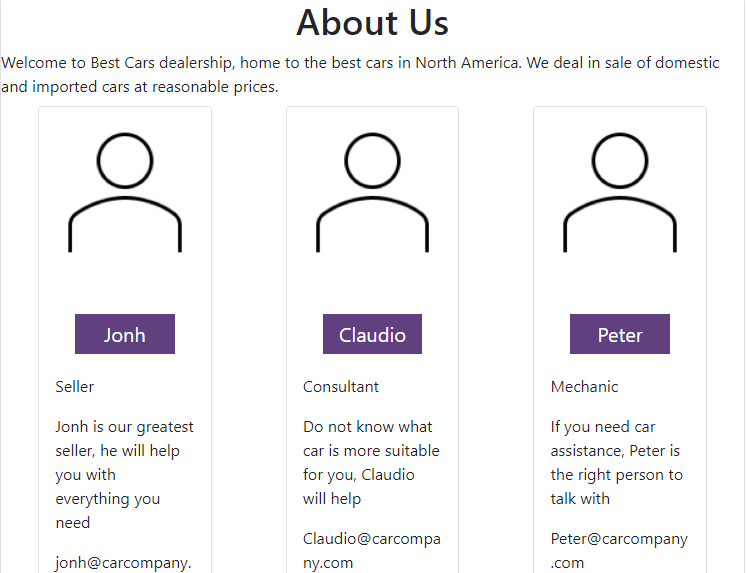 About Us
Welcome to Best Cars dealership, home to the best cars in North America. We deal in sale of domestic
and imported cars at reasonable prices.
Jonh
Seller
Jonh is our greatest
seller, he will help
you with
everything you
need
jonh@carcompany.
Claudio
Consultant
Do not know what
car is more suitable
for you, Claudio
will help
Claudio@carcompa
ny.com
Peter
Mechanic
If you need car
assistance, Peter is
the right person to
talk with
Peter@carcompany
.com